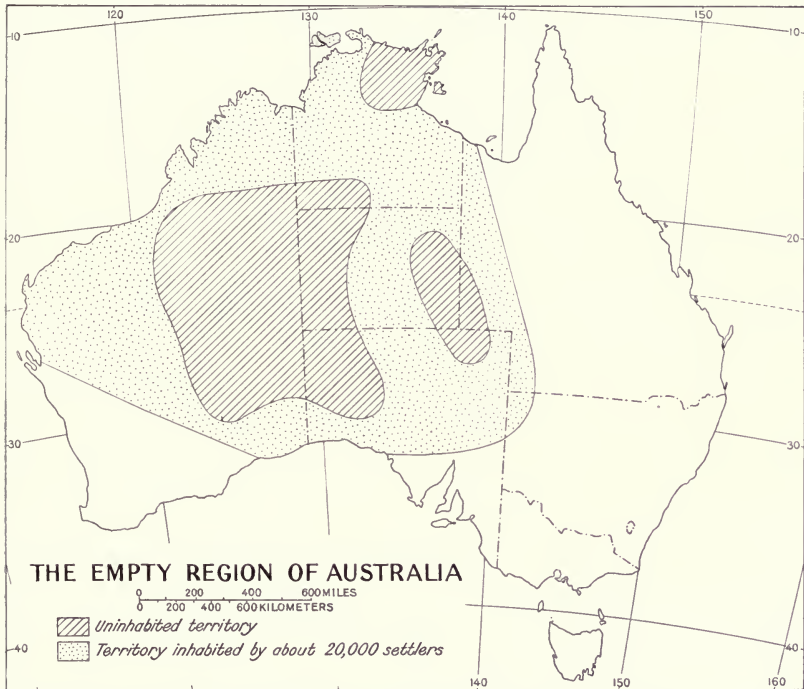 120 130 140 150
10 10
20 20
30 30
THE EMPTY REGION OF AUSTRALIA
0 200 400 600 MILES
0 200 400 600 KILOMETERS
Uninhabited territory
Territory inhabited by about 20,000 settlers
40 40
140 150 160